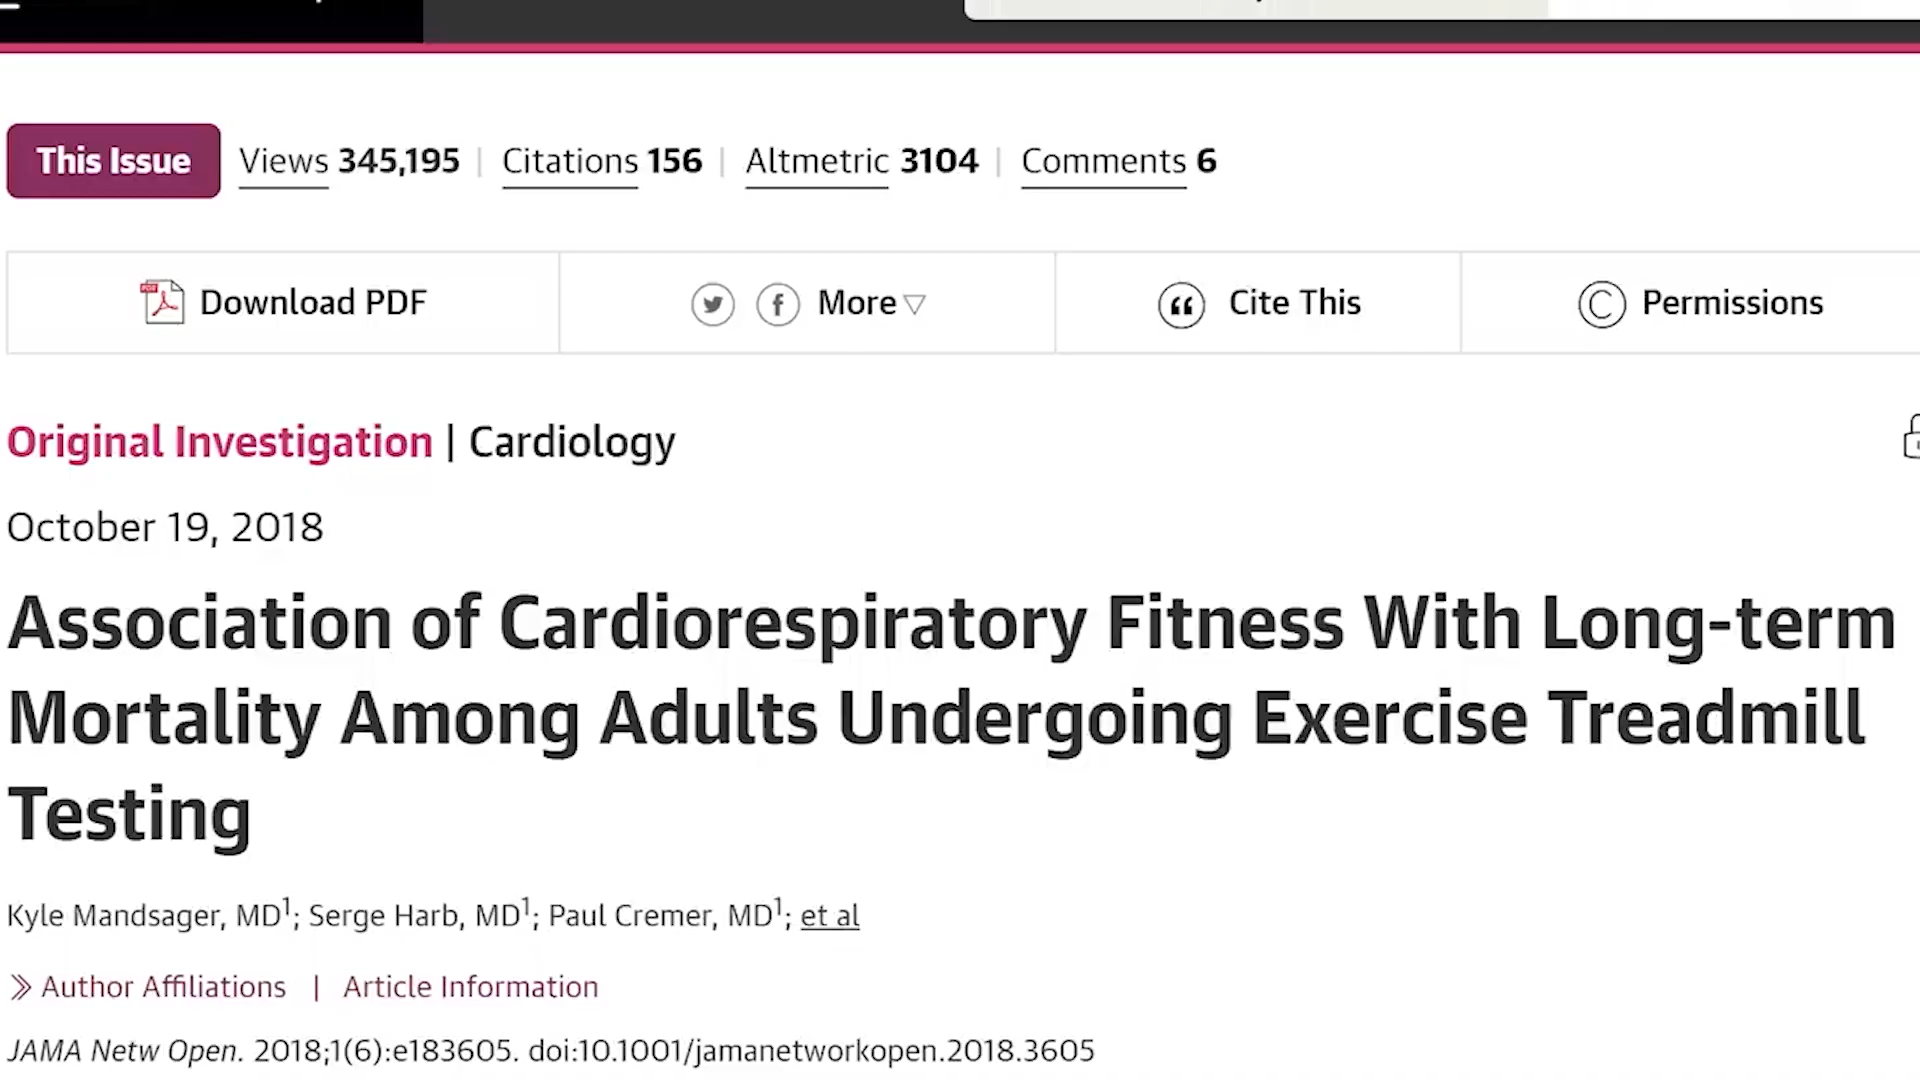 This Issue Views 345,195 | Citations 156 | Altmetric 3104 | Comments 6
PDF Download PDF f More Cite This C Permissions
Original Investigation | Cardiology
October 19, 2018
Association of Cardiorespiratory Fitness With Long-term
Mortality Among Adults Undergoing Exercise Treadmill
Testing
Kyle Mandsager, MD1; Serge Harb, MD1; Paul Cremer, MD1; et al
» Author Affiliations | Article Information
JAMA Netw Open. 2018;1(6):e183605. doi:10.1001/jamanetworkopen.2018.3605